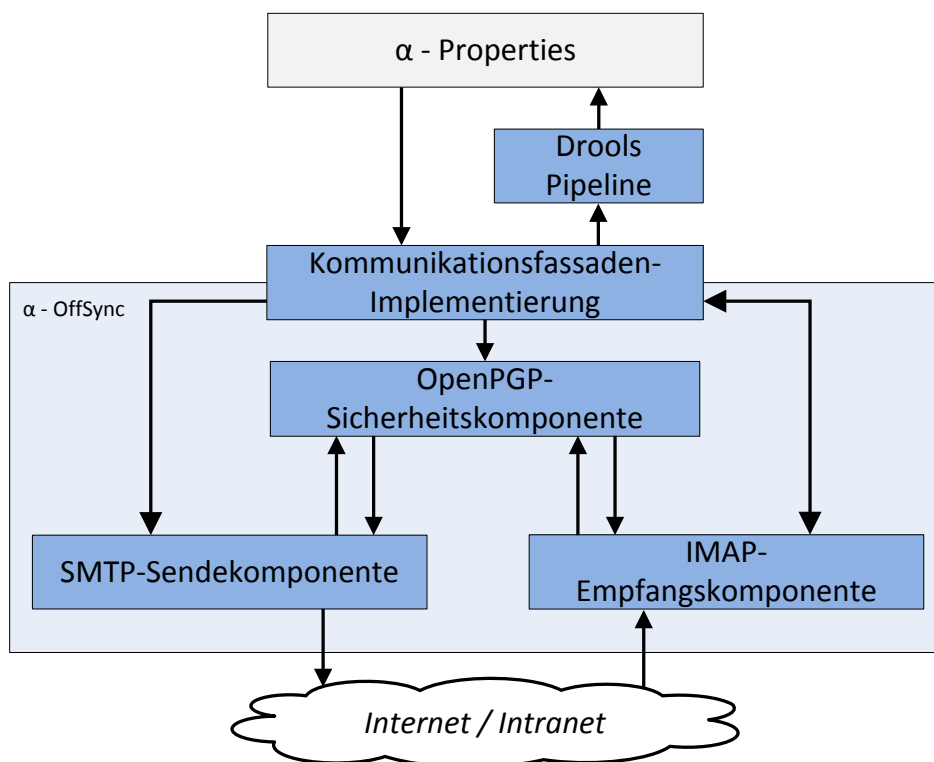 α - Properties
Drools
Pipeline
Kommunikationsfassaden-
Implementierung
α - OffSync
OpenPGP-
Sicherheitskomponente
SMTP-Sendekomponente
IMAP-
Empfangskomponente
Internet / Intranet